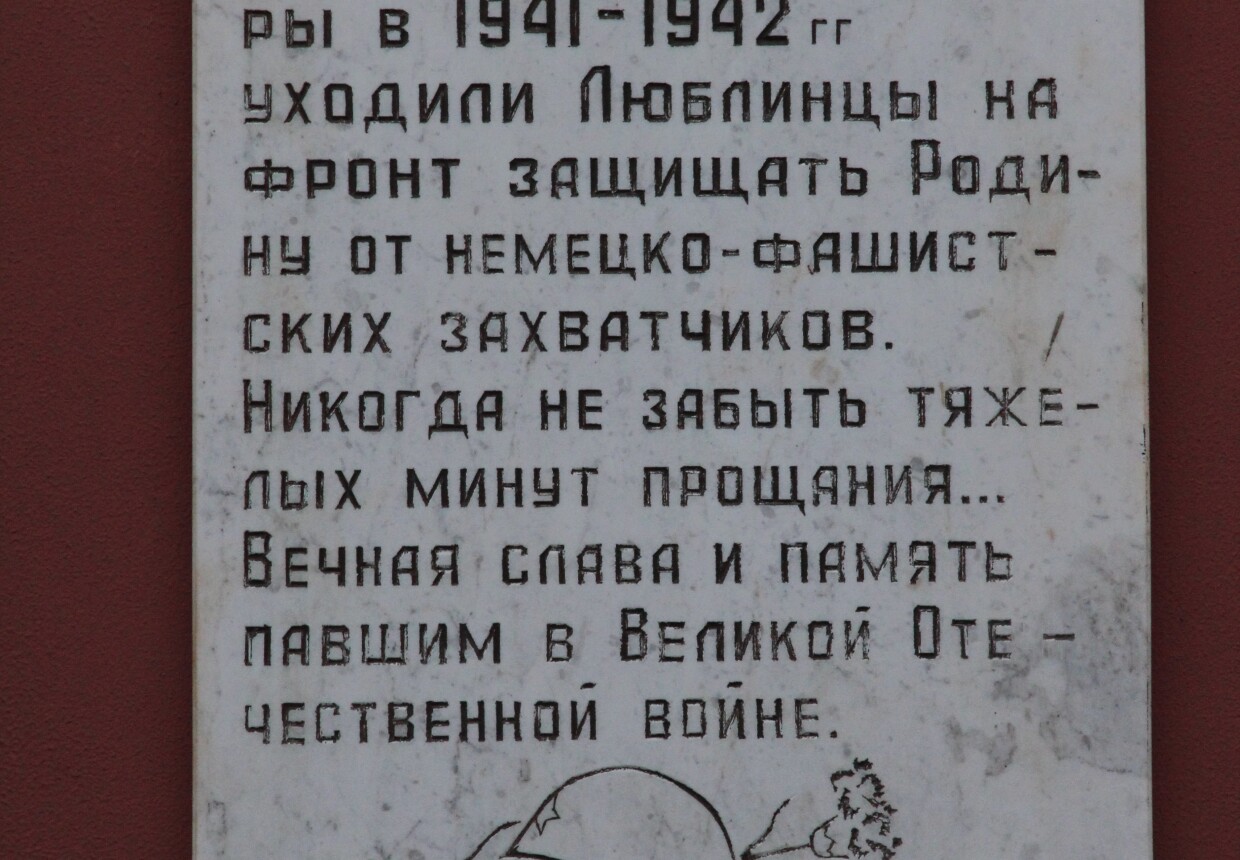 ры в 1941-1942 гг
уходили Люблинцы на
фронт защищать Роди-
ну от немецко-фашист-
ских захватчиков.
Никогда не забыть тяже-
лых минут прощания...
Вечная слава и память
павшим в Великой Оте-
чественной войне.